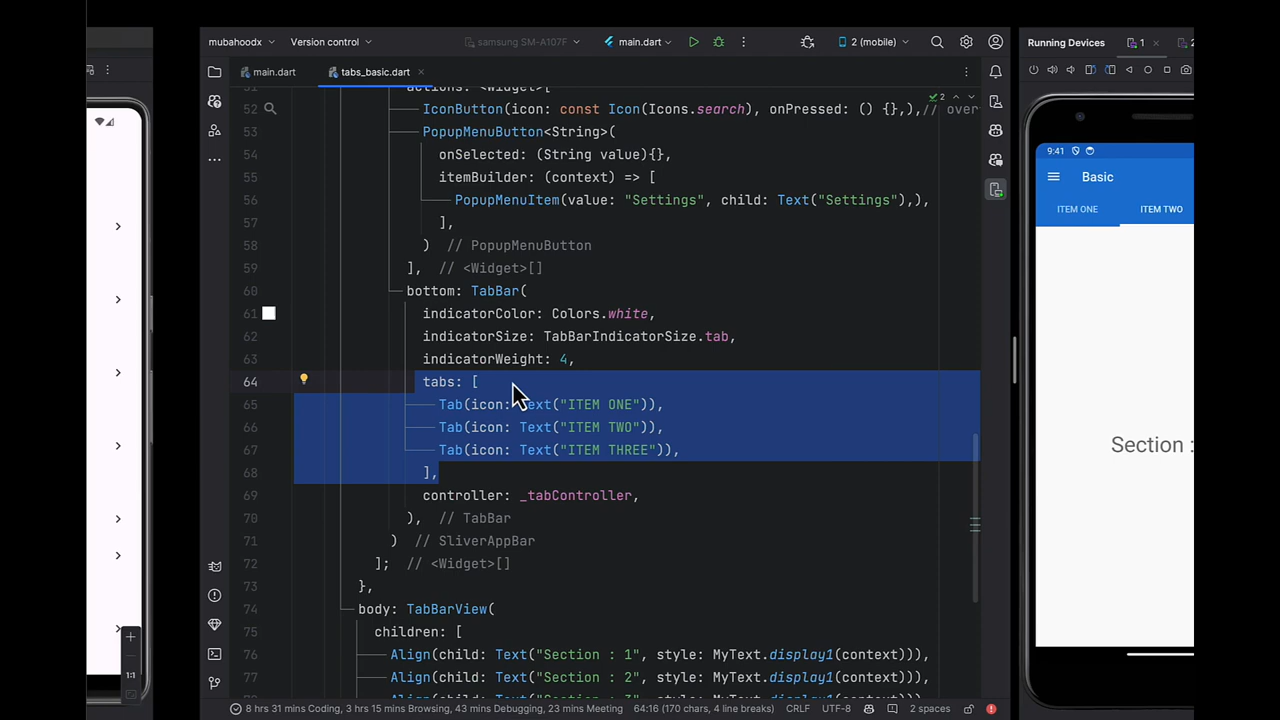 mubahoodx
Version control
samsung SM-A107F
main.dart
2 (mobile)
Running Devices
1
main.dart
tabs_basic.dart
actions: <Widget>[
2
52 IconButton(icon: const Icon(Icons.search), onPressed: () {},),// over
53 PopupMenuButton<String>(
54 onSelected: (String value){},
55 itemBuilder: (context) => [
56 PopupMenuItem(value: "Settings", child: Text("Settings"),),
57 ],
58 ) // PopupMenuButton
59 ], // <Widget>[]
60 bottom: TabBar(
61 indicatorColor: Colors.white,
62 indicatorSize: TabBarIndicatorSize.tab,
63 indicatorWeight: 4,
64 tabs: [
65 Tab(icon: Text("ITEM ONE")),
66 Tab(icon: Text("ITEM TWO")),
67 Tab(icon: Text("ITEM THREE")),
68 ],
69 controller: _tabController,
70 ), // TabBar
71 ) // SliverAppBar
72 ]; // <Widget>[]
73 },
74 body: TabBarView(
75 children: [
76 Align(child: Text("Section : 1", style: MyText.display1(context))),
77 Align(child: Text("Section : 2", style: MyText.display1(context))),
9:41
Basic
ITEM ONE
ITEM TWO
Section :
1:1
8 hrs 31 mins Coding, 3 hrs 15 mins Browsing, 43 mins Debugging, 23 mins Meeting
64:16 (170 chars, 4 line breaks)
CRLF
UTF-8
2 spaces